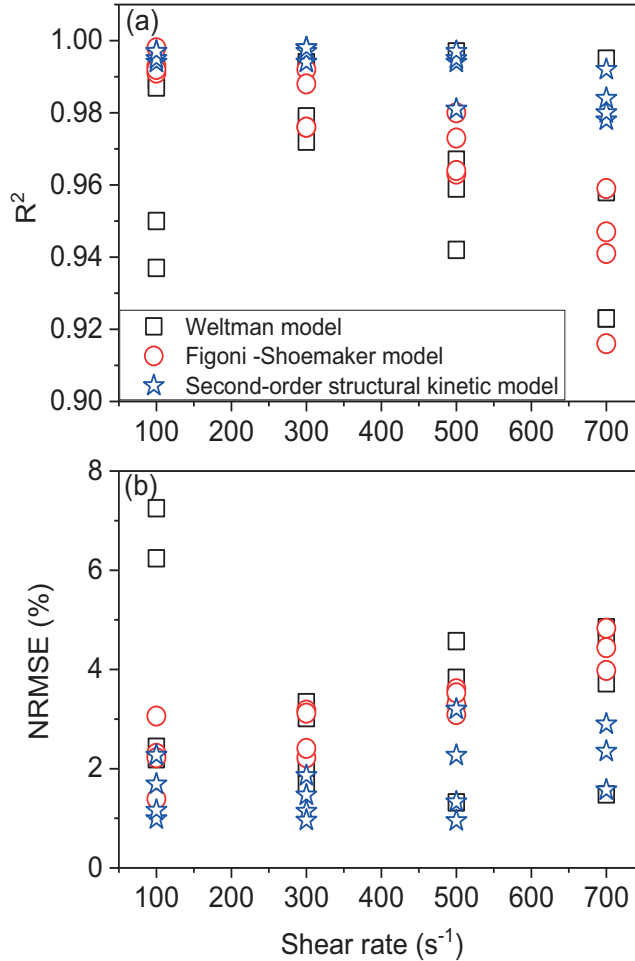 (a)
1.00
0.98
0.96
0.94
0.92
0.90
R²
Weltman model
Figoni -Shoemaker model
Second-order structural kinetic model
100 200 300 400 500 600 700
(b)
8
6
4
2
0
NRMSE (%)
100 200 300 400 500 600 700
Shear rate (s⁻¹)